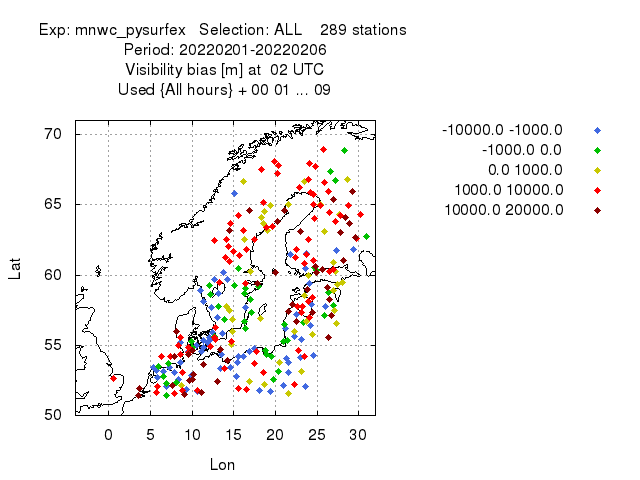 Exp: mnwc_pysurfex   Selection: ALL    289 stations
Period: 20220201-20220206
Visibility bias [m] at  02 UTC
Used {All hours} + 00 01 ... 09
-10000.0 -1000.0
-1000.0 0.0
0.0 1000.0
1000.0 10000.0
10000.0 20000.0
70
65
60
55
50
Lat
0 5 10 15 20 25 30
Lon